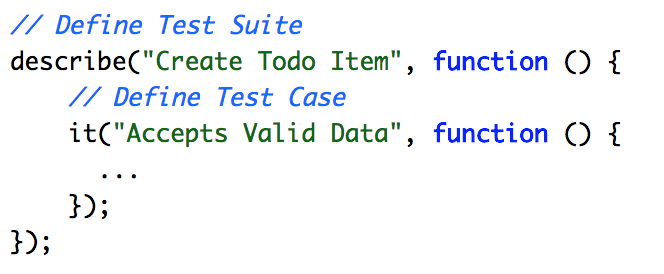 // Define Test Suite
describe("Create Todo Item", function () {
    // Define Test Case
    it("Accepts Valid Data", function () {
      ...
    });
});